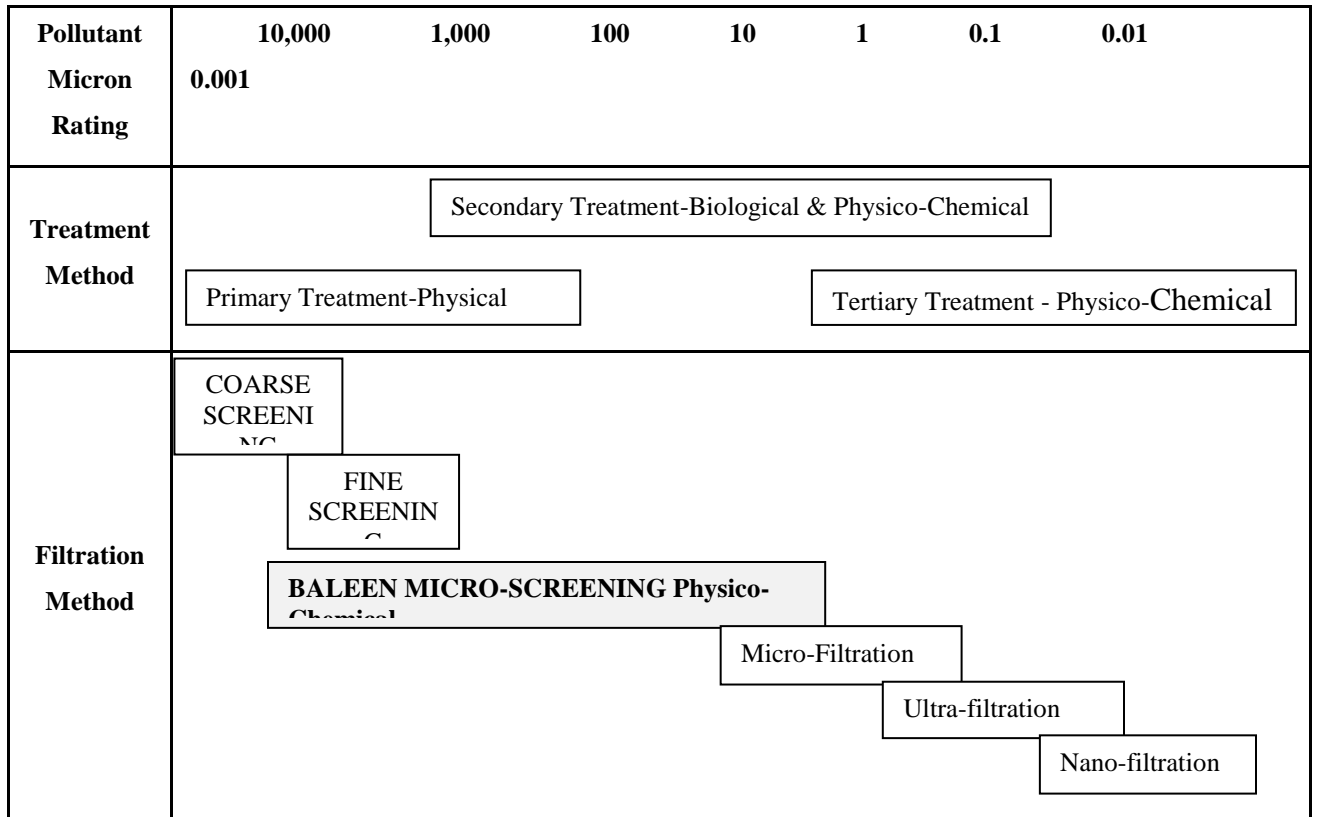 Pollutant
Micron
Rating
10,000 1,000 100 10 1 0.1 0.01
0.001
Treatment
Method
Secondary Treatment-Biological & Physico-Chemical
Primary Treatment-Physical
Tertiary Treatment - Physico-Chemical
Filtration
Method
COARSE
SCREENI
NG
FINE
SCREENIN
G
BALEEN MICRO-SCREENING Physico-
Chemical
Micro-Filtration
Ultra-filtration
Nano-filtration